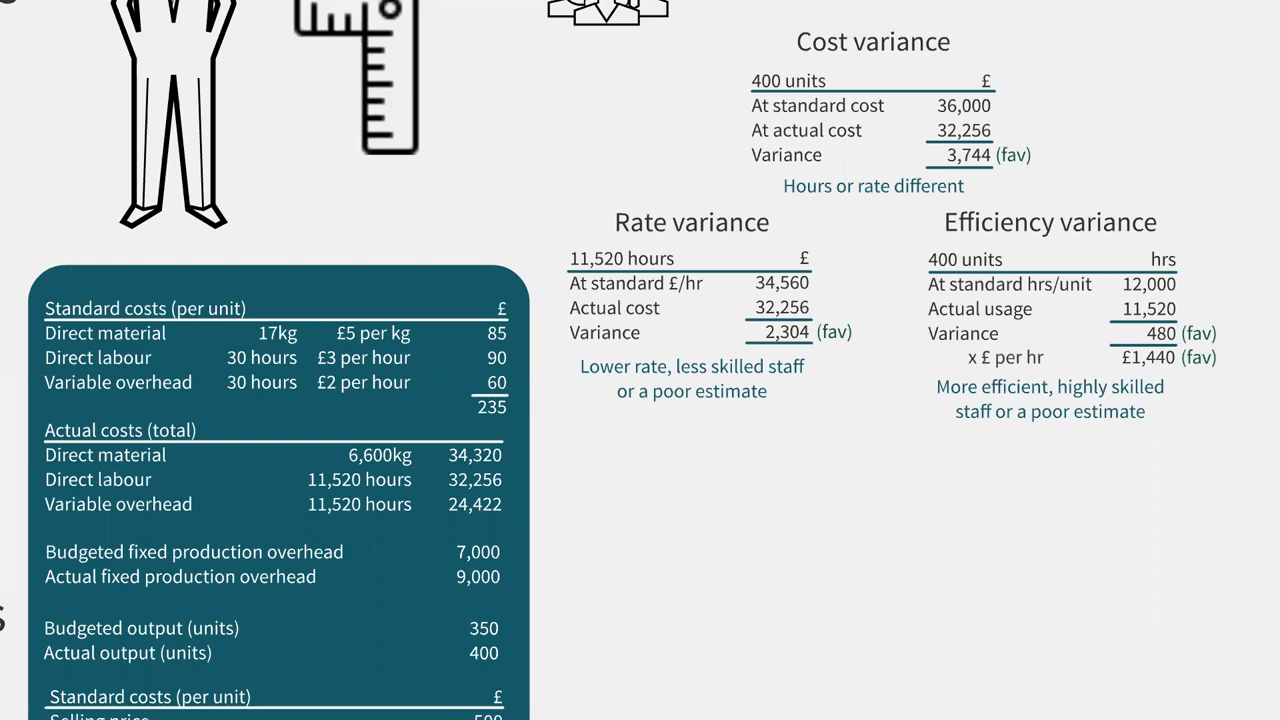 Cost variance
400 units £
At standard cost 36,000
At actual cost 32,256
Variance 3,744 (fav)
Hours or rate different
Rate variance
11,520 hours £
At standard £/hr 34,560
Actual cost 32,256
Variance 2,304 (fav)
Lower rate, less skilled staff
or a poor estimate
Efficiency variance
400 units hrs
At standard hrs/unit 12,000
Actual usage 11,520
Variance 480 (fav)
x £ per hr £1,440 (fav)
More efficient, highly skilled
staff or a poor estimate
Standard costs (per unit) £
Direct material 17kg £5 per kg 85
Direct labour 30 hours £3 per hour 90
Variable overhead 30 hours £2 per hour 60
235
Actual costs (total)
Direct material 6,600kg 34,320
Direct labour 11,520 hours 32,256
Variable overhead 11,520 hours 24,422
Budgeted fixed production overhead 7,000
Actual fixed production overhead 9,000
Budgeted output (units) 350
Actual output (units) 400
Standard costs (per unit) £
Selling price 500